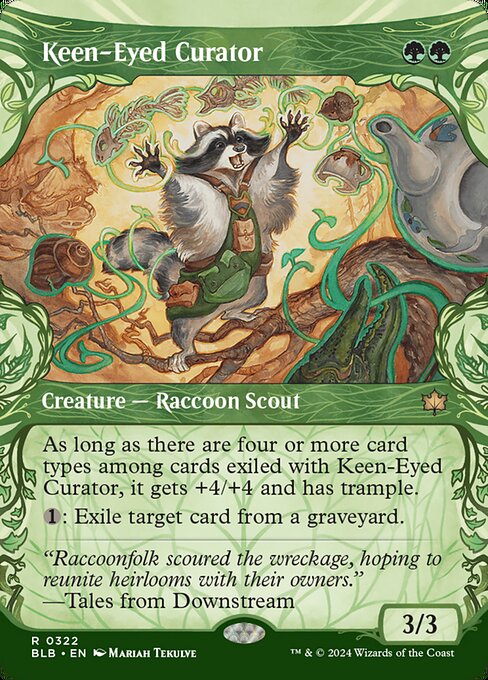 Keen-Eyed Curator
Creature — Raccoon Scout
As long as there are four or more card
types among cards exiled with Keen-Eyed
Curator, it gets +4/+4 and has trample.
1: Exile target card from a graveyard.
“Raccoonfolk scoured the wreckage, hoping to
reunite heirlooms with their owners.”
—Tales from Downstream
3/3
R 0322
BLB • EN Mariah Tekulve
™ & © 2024 Wizards of the Coast